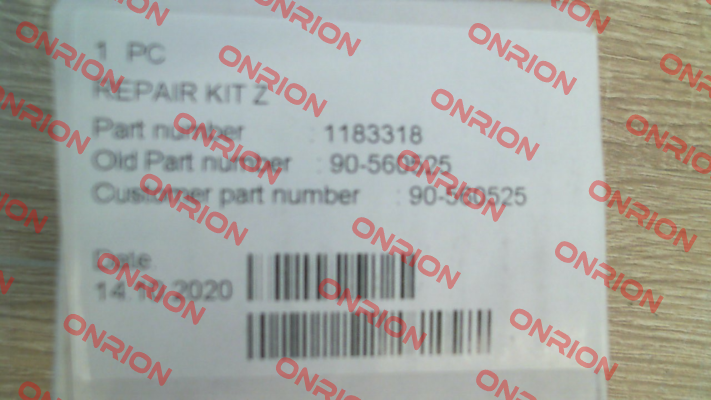 1 PC
REPAIR KIT Z
Part number : 1183318
Old Part number : 90-560525
Customer part number : 90-560525
Date
14. 2020
ONRION